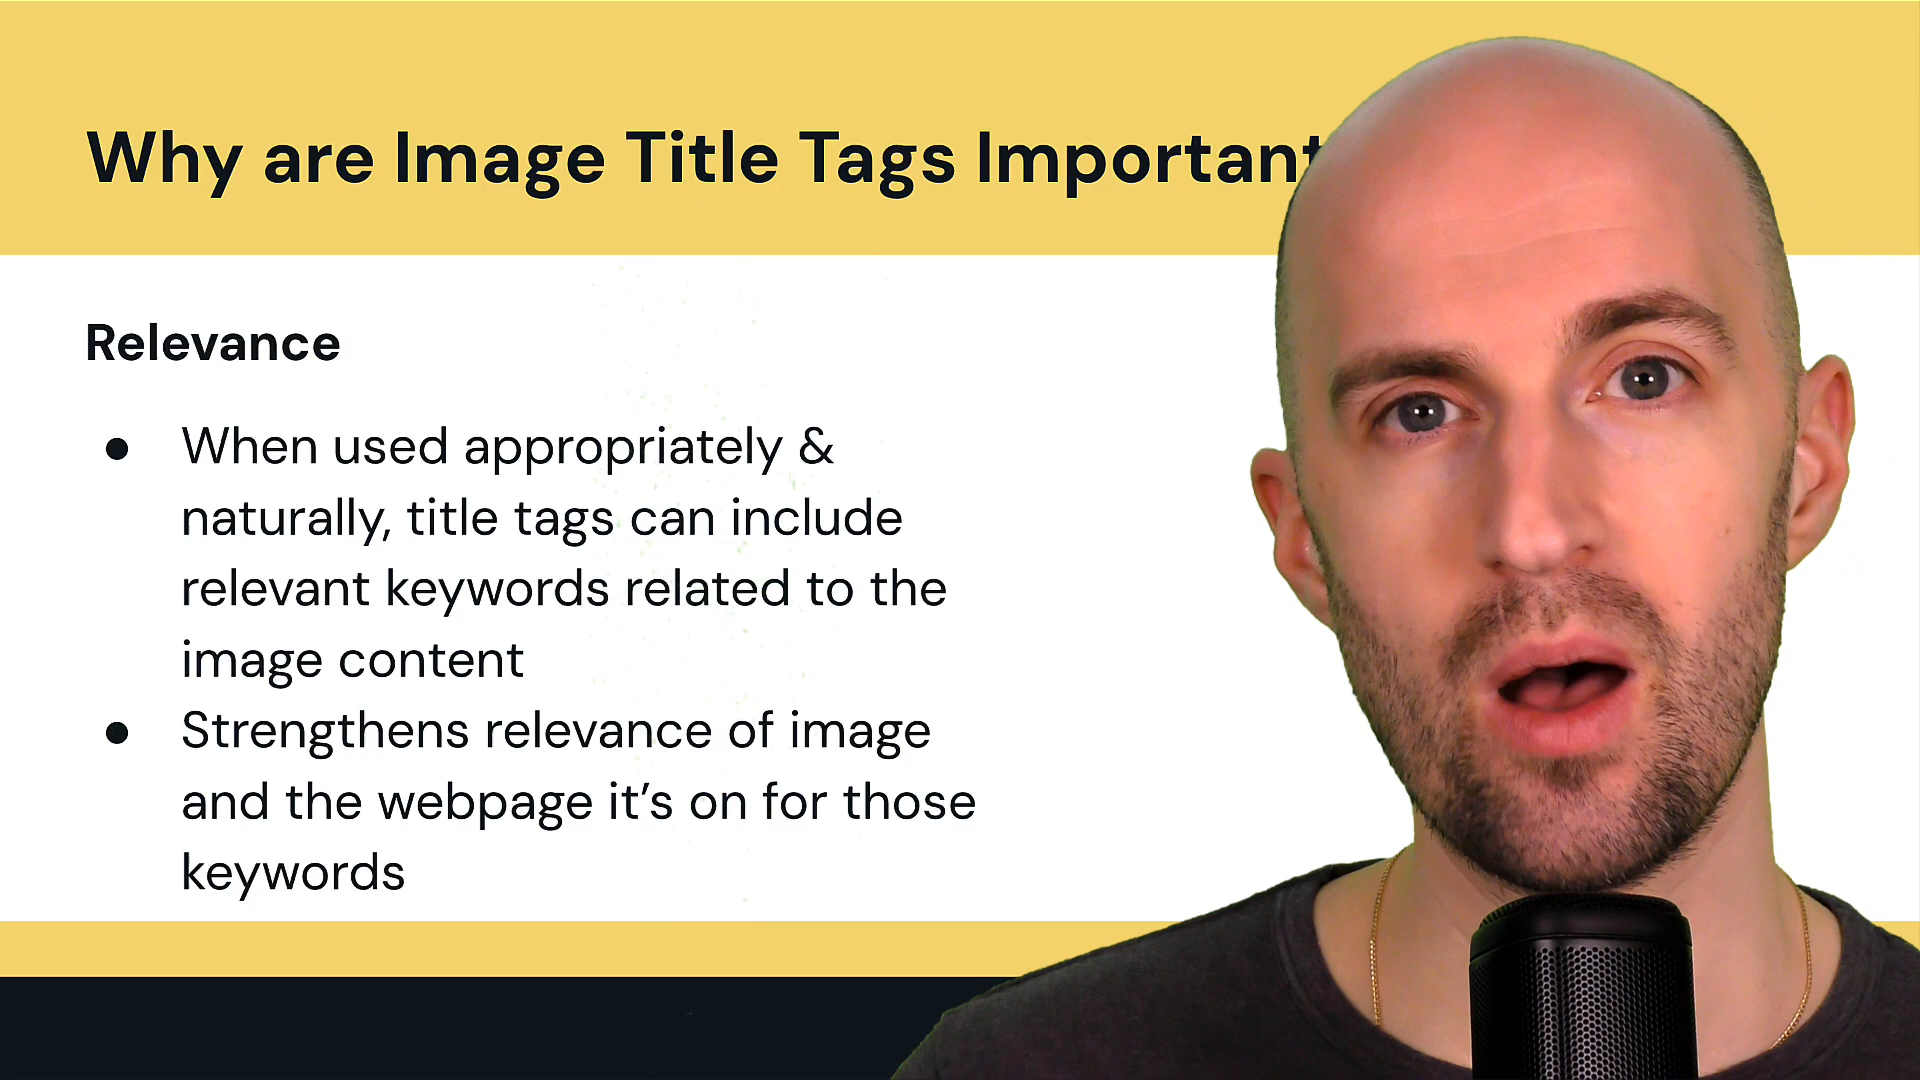 Why are Image Title Tags Important
Relevance
● When used appropriately &
naturally, title tags can include
relevant keywords related to the
image content
● Strengthens relevance of image
and the webpage it’s on for those
keywords